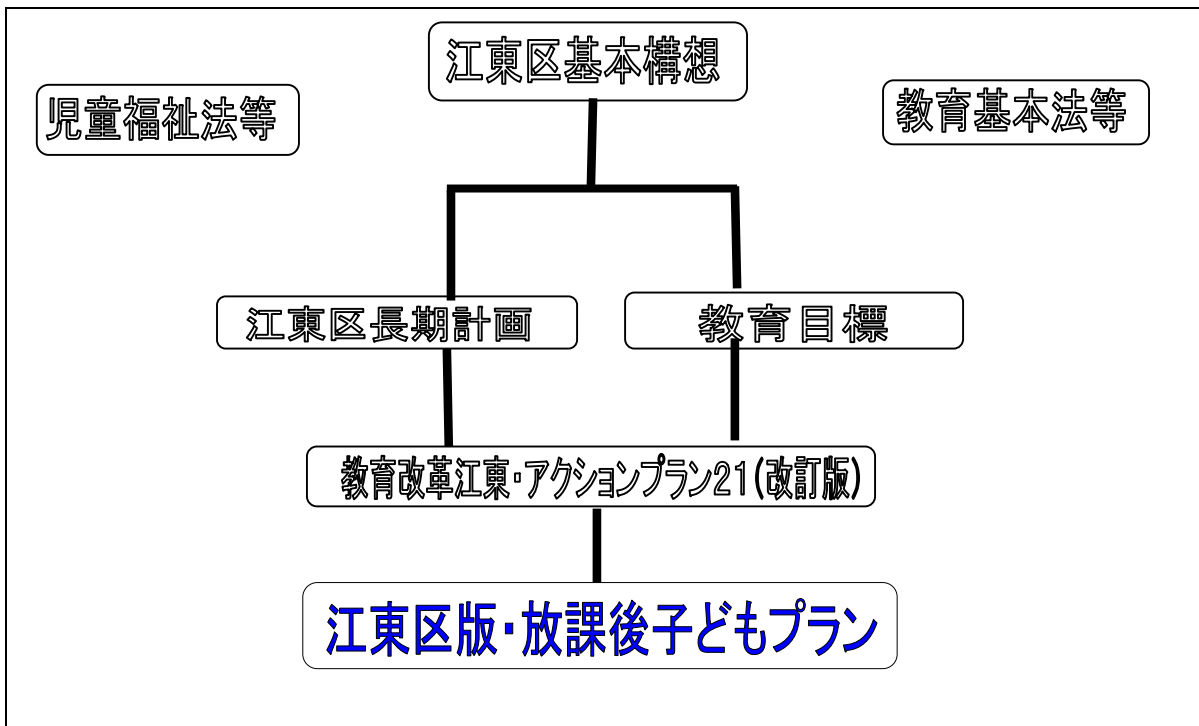 江東区基本構想
児童福祉法等
教育基本法等
江東区長期計画
教育目標
教育改革江東・アクションプラン21(改訂版)
江東区版・放課後子どもプラン